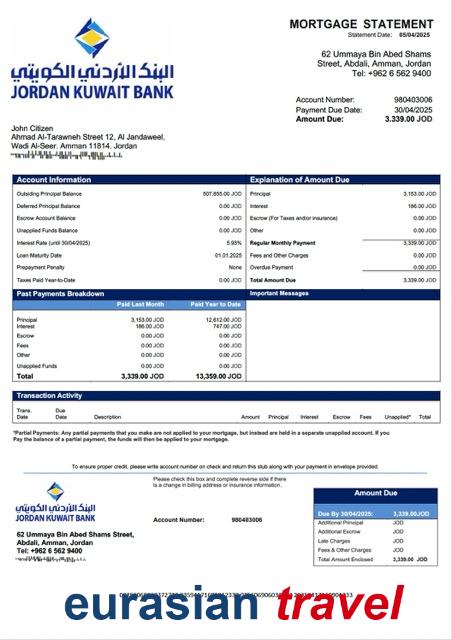 MORTGAGE STATEMENT
Statement Date: 05/04/2025
البنك الأردني الكويتي
JORDAN KUWAIT BANK
62 Ummaya Bin Abed Shams
Street, Abdali, Amman, Jordan
Tel: +962 6 562 9400
Account Number: 980403006
Payment Due Date: 30/04/2025
Amount Due: 3.339.00 JOD
John Citizen
Ahmad Al-Tarawneh Street 12, Al Jandaweel,
Wadi Al-Seer. Amman 11814. Jordan
Account Information
Outsiding Principal Balance 507,655.00 JOD
Deferred Principal Balance 0.00 JOD
Escrow Account Balance 0.00 JOD
Unapplied Funds Balance 0.00 JOD
Interest Rate (until 30/04/2025) 5.93%
Loan Maturity Date 01.01.2025
Prepayment Penalty None
Taxes Paid Year-to-Date 0.00 JOD
Explanation of Amount Due
Principal 3,153.00 JOD
Interest 186.00 JOD
Escrow (For Taxes and/or insurance) 0.00 JOD
Other 0.00 JOD
Regular Monthly Payment 3,339.00 JOD
Fees and Other Charges 0.00 JOD
Overdue Payment 0.00 JOD
Total Amount Due 3,339.00 JOD
Past Payments Breakdown
Paid Last Month Paid Year to Date
Principal 3,153.00 JOD 12,612.00 JOD
Interest 186.00 JOD 747.00 JOD
Escrow 0.00 JOD 0.00 JOD
Fees 0.00 JOD 0.00 JOD
Other 0.00 JOD 0.00 JOD
Unapplied Funds 0.00 JOD 0.00 JOD
Total 3,339.00 JOD 13,359.00 JOD
Important Messages
Transaction Activity
Trans. Date Due Date Description Amount Principal Interest Escrow Fees Unapplied* Total
*Partial Payments: Any partial payments that you make are not applied to your mortgage, but instead are held in a separate unapplied account. If you
Pay the balance of a partial payment, the funds will then be applied to your mortgage.
To ensure proper credit, please write account number on check and return this stub along with your payment in envelope provided.
Please check this box and complete reverse side if there
is a change in billing address or insurance information.
البنك الأردني الكويتي
JORDAN KUWAIT BANK
Account Number: 980403006
62 Ummaya Bin Abed Shams Street,
Abdali, Amman, Jordan
Tel: +962 6 562 9400
Amount Due
Due By 30/04/2025: 3,339.00JOD
Additional Principal JOD
Additional Escrow JOD
Late Charges JOD
Fees & Other Charges JOD
Total Amount Enclosed 3,339. 00 JOD
eurasian travel